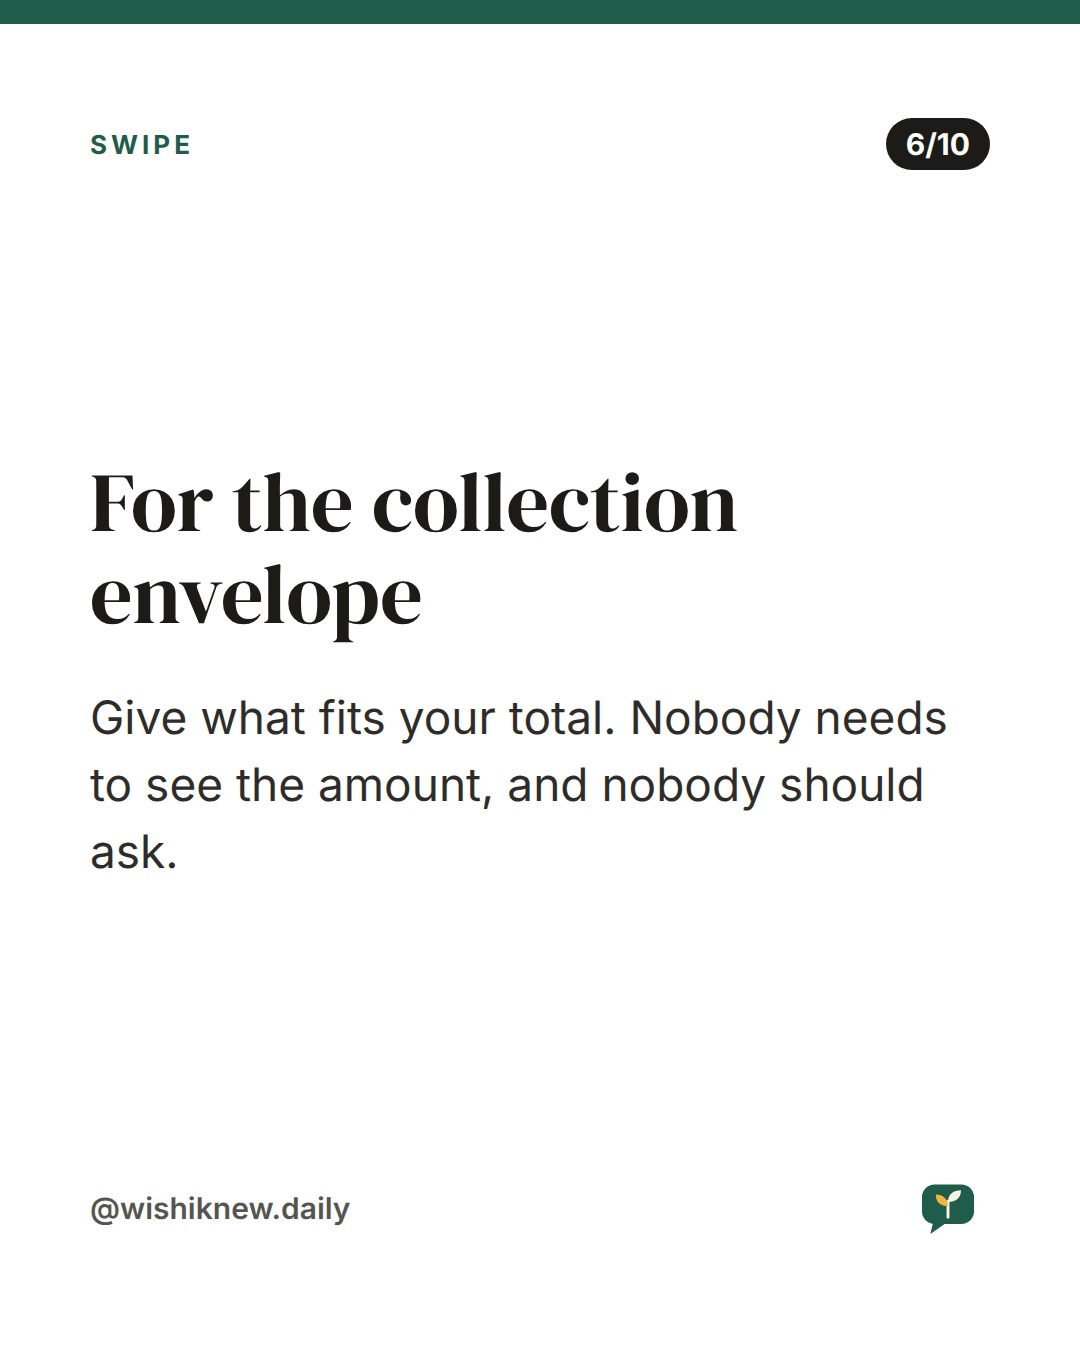 SWIPE
6/10
For the collection
envelope
Give what fits your total. Nobody needs
to see the amount, and nobody should
ask.
@wishiknew.daily